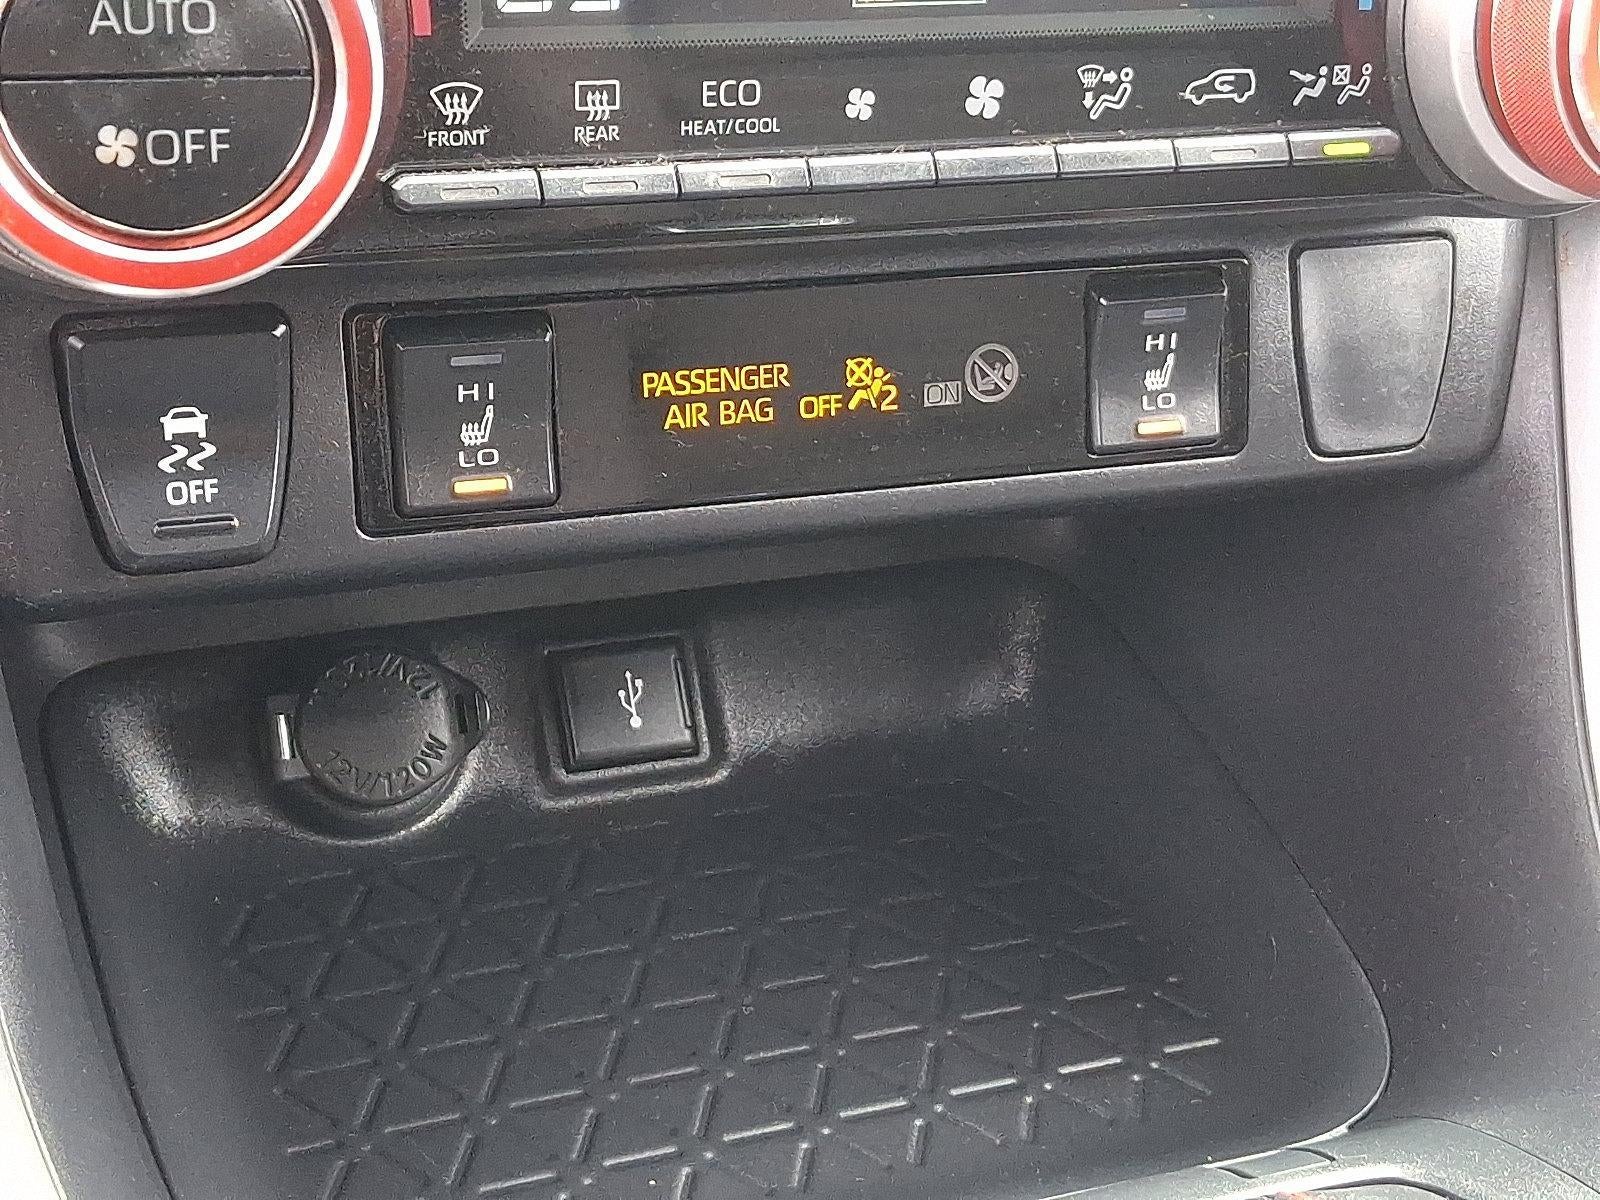 AUTO
OFF
FRONT
REAR
ECO
HEAT/COOL
OFF
HI
LO
PASSENGER
AIR BAG OFF 2 ON
HI
LO
12V/120W